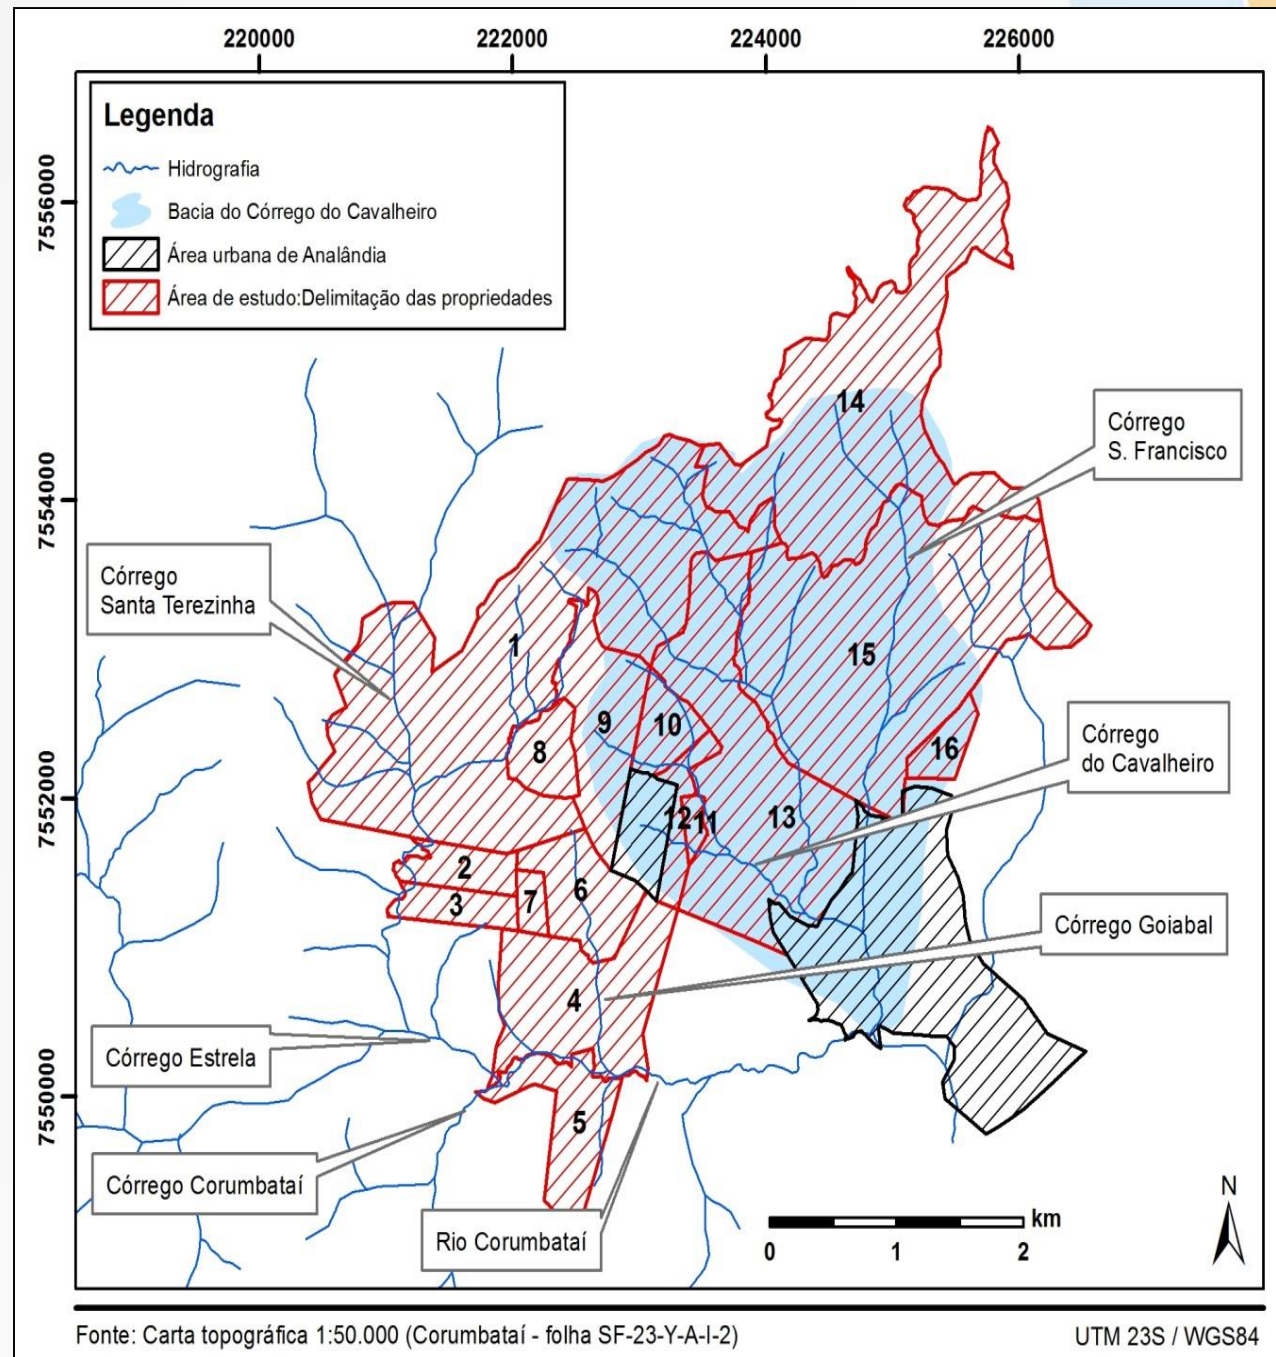 220000
222000
224000
226000
7556000
7554000
7552000
7550000
Legenda
Hidrografia
Bacia do Córrego do Cavalheiro
Área urbana de Analândia
Área de estudo:Delimitação das propriedades
14
Córrego
S. Francisco
Córrego
Santa Terezinha
1
15
9
10
8
16
Córrego
do Cavalheiro
12
11
13
2
6
3
7
Córrego Goiabal
4
Córrego Estrela
5
Córrego Corumbataí
Rio Corumbataí
N
km
0
1
2
Fonte: Carta topográfica 1:50.000 (Corumbataí - folha SF-23-Y-A-I-2)
UTM 23S / WGS84